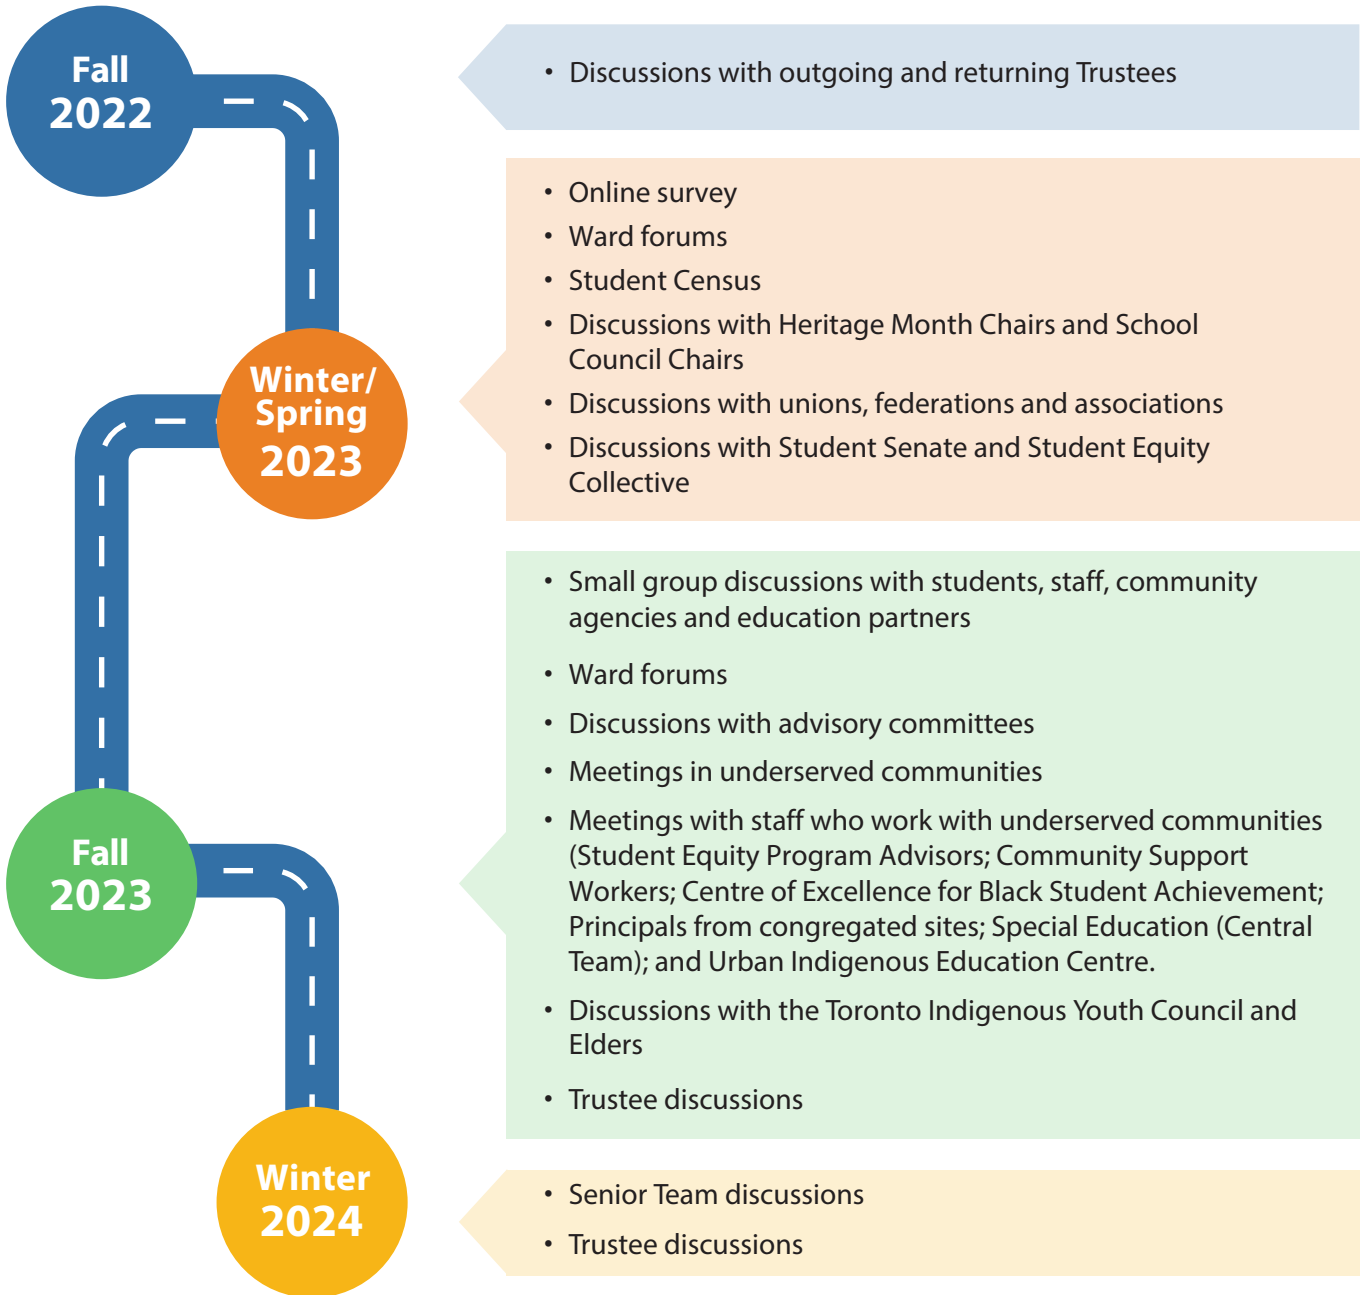 Fall
2022
• Discussions with outgoing and returning Trustees
Winter/
Spring
2023
• Online survey
• Ward forums
• Student Census
• Discussions with Heritage Month Chairs and School
Council Chairs
• Discussions with unions, federations and associations
• Discussions with Student Senate and Student Equity
Collective
Fall
2023
• Small group discussions with students, staff, community
agencies and education partners
• Ward forums
• Discussions with advisory committees
• Meetings in underserved communities
• Meetings with staff who work with underserved communities
(Student Equity Program Advisors; Community Support
Workers; Centre of Excellence for Black Student Achievement;
Principals from congregated sites; Special Education (Central
Team); and Urban Indigenous Education Centre.
• Discussions with the Toronto Indigenous Youth Council and
Elders
• Trustee discussions
Winter
2024
• Senior Team discussions
• Trustee discussions